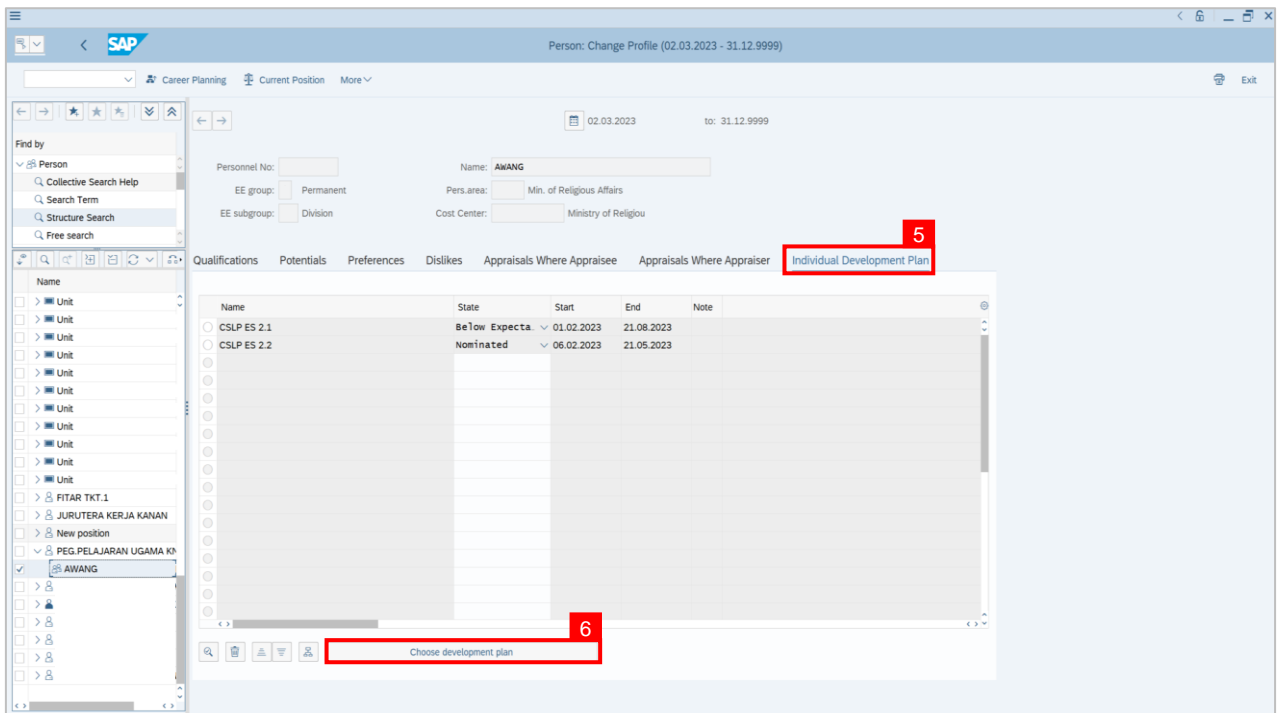 SAP
Person: Change Profile (02.03.2023 - 31.12.9999)
Career Planning Current Position More Exit
02.03.2023 to: 31.12.9999
Find by
Person
Collective Search Help
Search Term
Structure Search
Free search
Personnel No: Name: AWANG
EE group: Permanent Pers.area: Min. of Religious Affairs
EE subgroup: Division Cost Center: Ministry of Religiou
5
Qualifications Potentials Preferences Dislikes Appraisals Where Appraisee Appraisals Where Appraiser Individual Development Plan
Name
Unit
Unit
Unit
Unit
Unit
Unit
Unit
Unit
Unit
Unit
Unit
FITAR TKT.1
JURUTERA KERJA KANAN
New position
PEG.PELAJARAN UGAMA KN
AWANG
Name State Start End Note
CSLP ES 2.1 Below Expecta. 01.02.2023 21.08.2023
CSLP ES 2.2 Nominated 06.02.2023 21.05.2023
6
Choose development plan